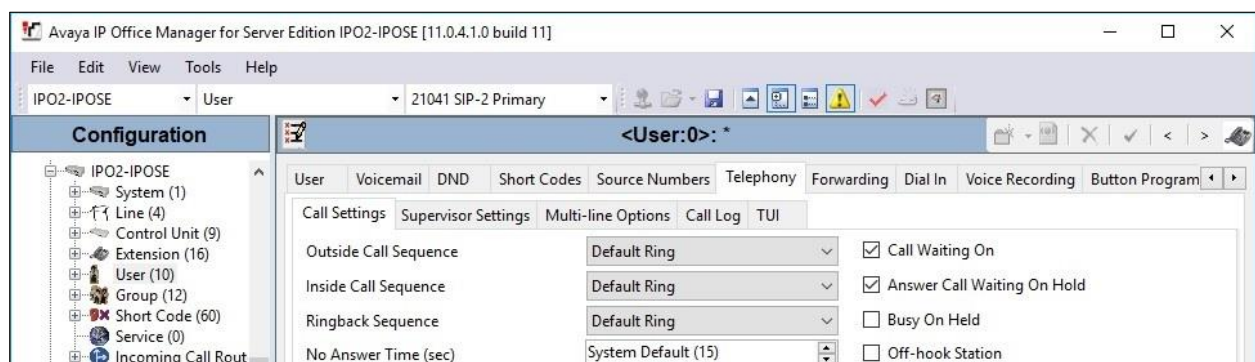 Avaya IP Office Manager for Server Edition IPO2-IPOSE [11.0.4.1.0 build 11]
File Edit View Tools Help
IPO2-IPOSE User 21041 SIP-2 Primary
Configuration
<User:0>: *
IPO2-IPOSE
System (1)
Line (4)
Control Unit (9)
Extension (16)
User (10)
Group (12)
Short Code (60)
Service (0)
Incoming Call Rout
User Voicemail DND Short Codes Source Numbers Telephony Forwarding Dial In Voice Recording Button Program
Call Settings Supervisor Settings Multi-line Options Call Log TUI
Outside Call Sequence Default Ring Call Waiting On
Inside Call Sequence Default Ring Answer Call Waiting On Hold
Ringback Sequence Default Ring Busy On Held
No Answer Time (sec) System Default (15) Off-hook Station